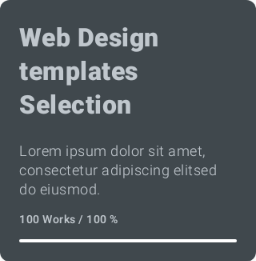 Web Design
templates
Selection
Lorem ipsum dolor sit amet,
consectetur adipiscing elitsed
do eiusmod.
100 Works / 100 %